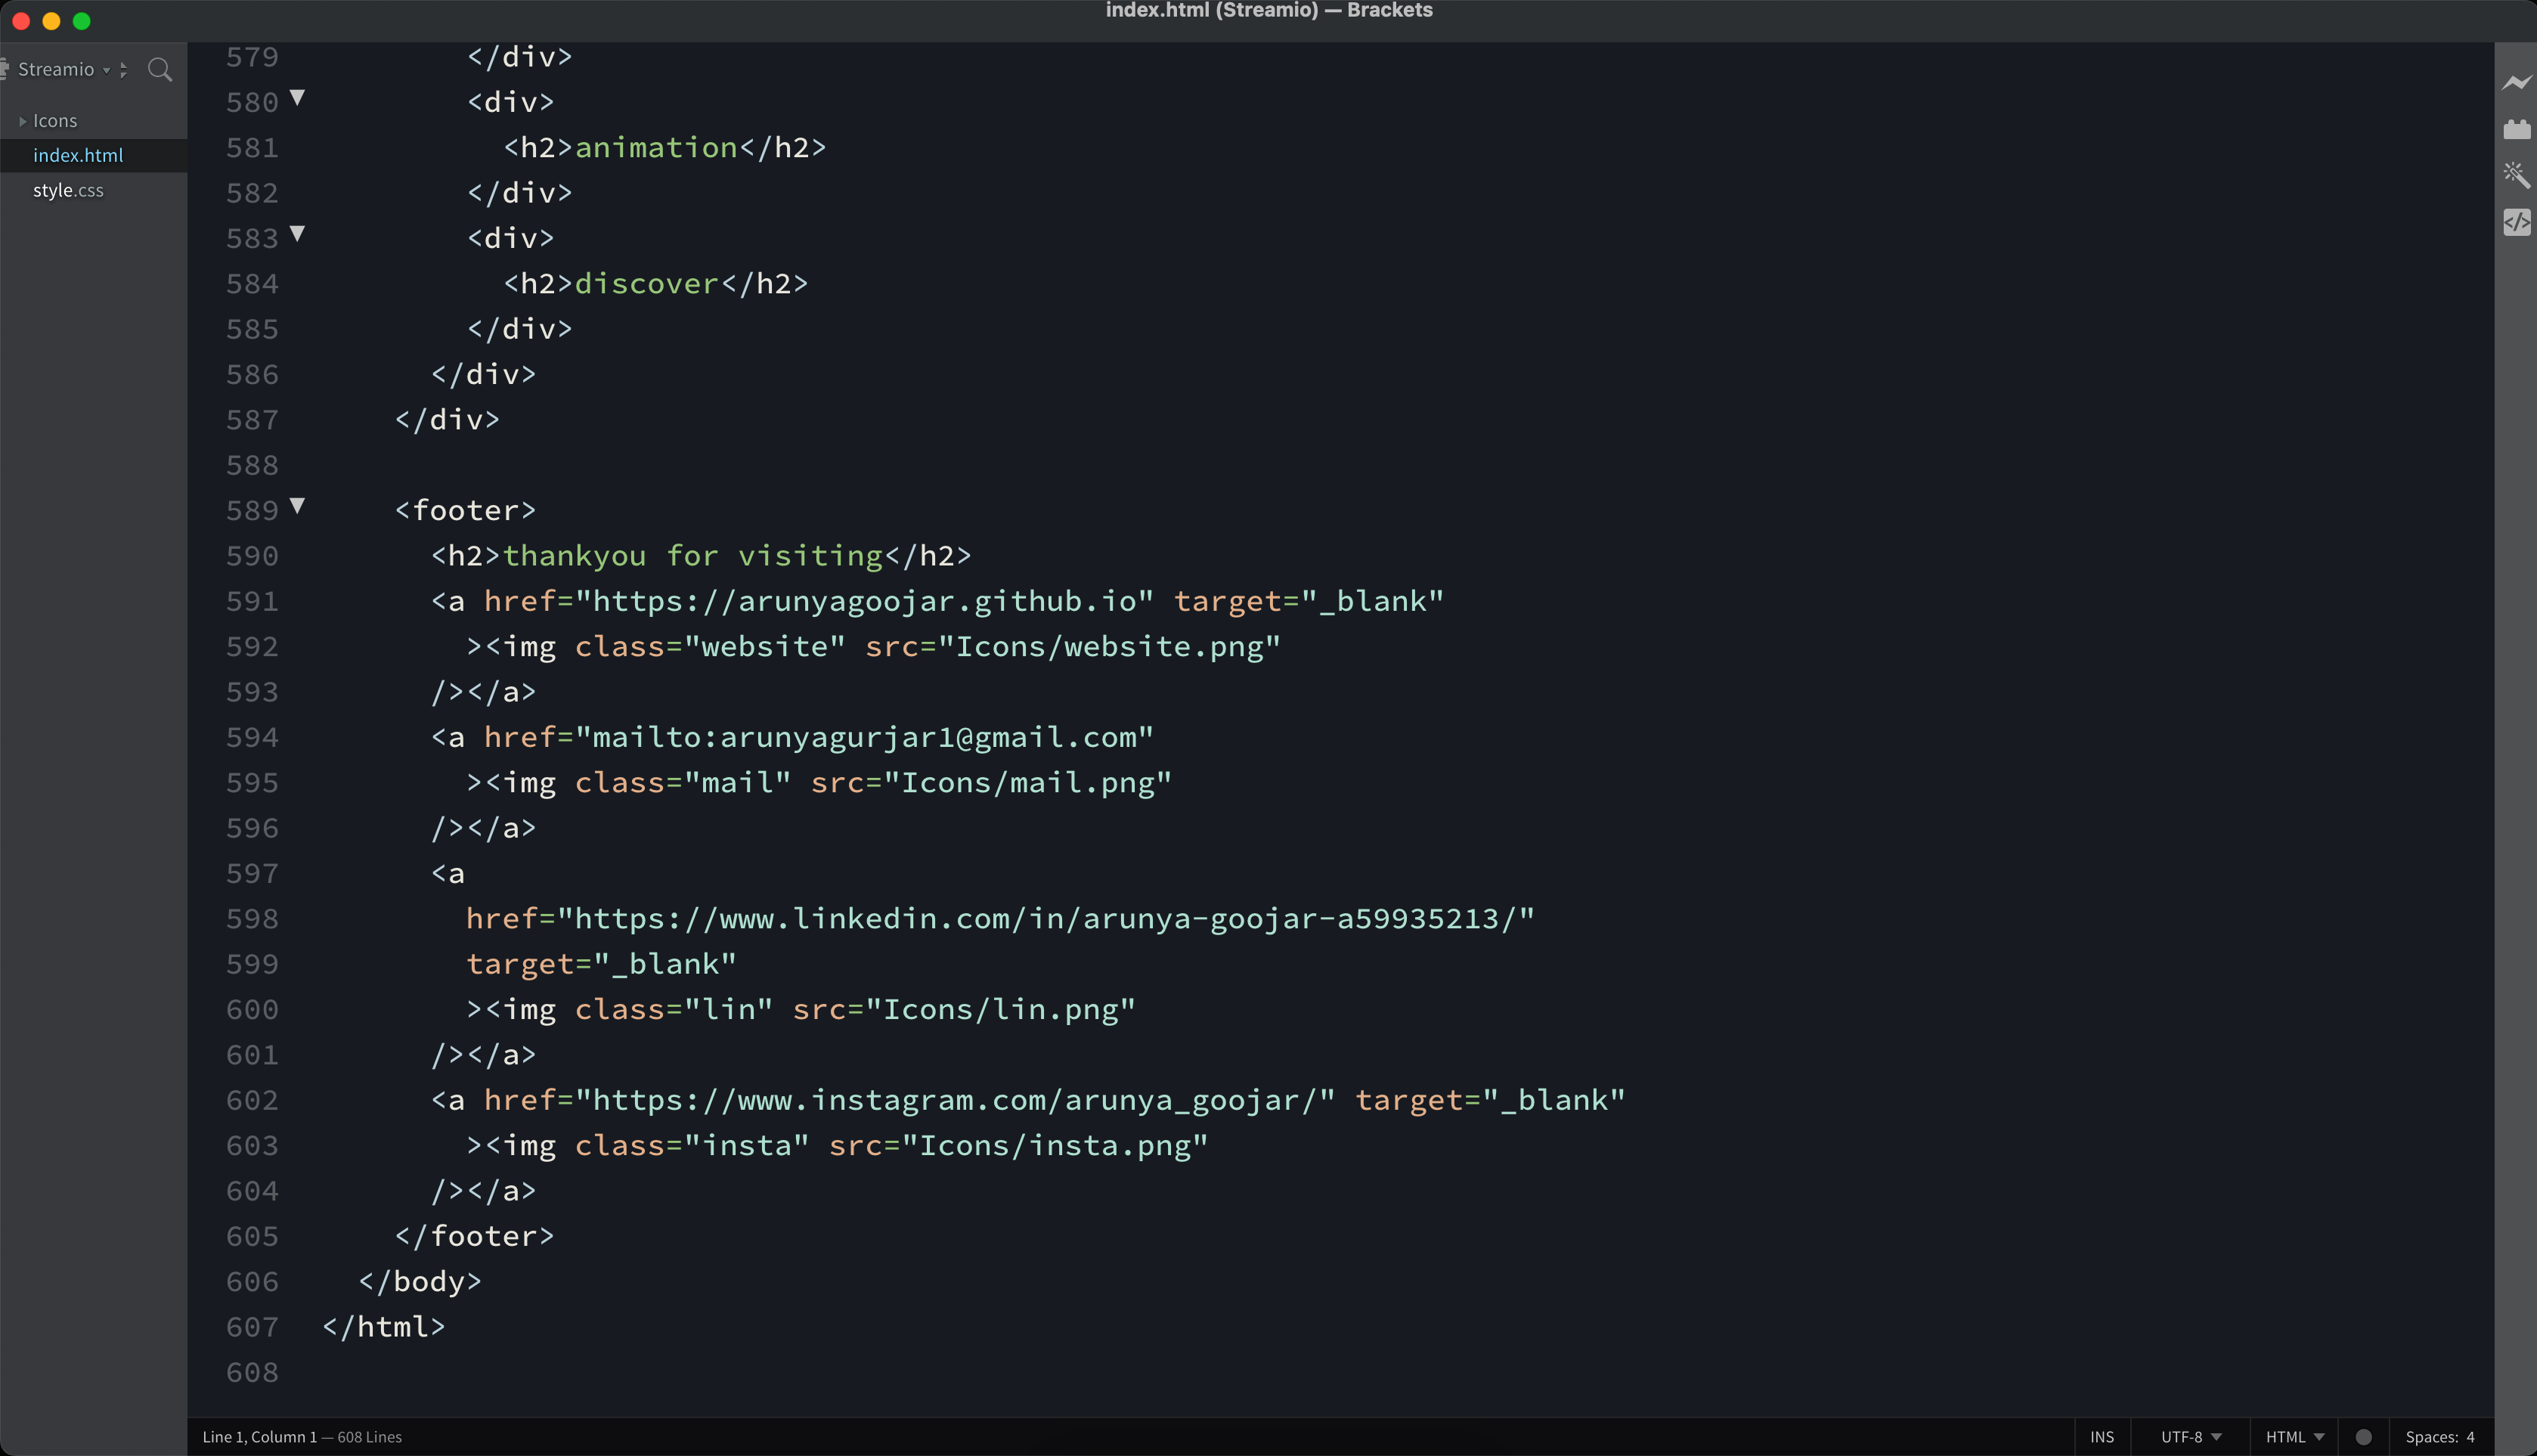 index.html (Streamio) — Brackets
Streamio
Icons
index.html
style.css
579 </div>
580 <div>
581 <h2>animation</h2>
582 </div>
583 <div>
584 <h2>discover</h2>
585 </div>
586 </div>
587 </div>
588
589 <footer>
590 <h2>thankyou for visiting</h2>
591 <a href="https://arunyagoojar.github.io" target="_blank"
592 ><img class="website" src="Icons/website.png"
593 /></a>
594 <a href="mailto:arunyagurjar1@gmail.com"
595 ><img class="mail" src="Icons/mail.png"
596 /></a>
597 <a
598 href="https://www.linkedin.com/in/arunya-goojar-a59935213/"
599 target="_blank"
600 ><img class="lin" src="Icons/lin.png"
601 /></a>
602 <a href="https://www.instagram.com/arunya_goojar/" target="_blank"
603 ><img class="insta" src="Icons/insta.png"
604 /></a>
605 </footer>
606 </body>
607 </html>
608
Line 1, Column 1 — 608 Lines
INS UTF-8 HTML Spaces: 4